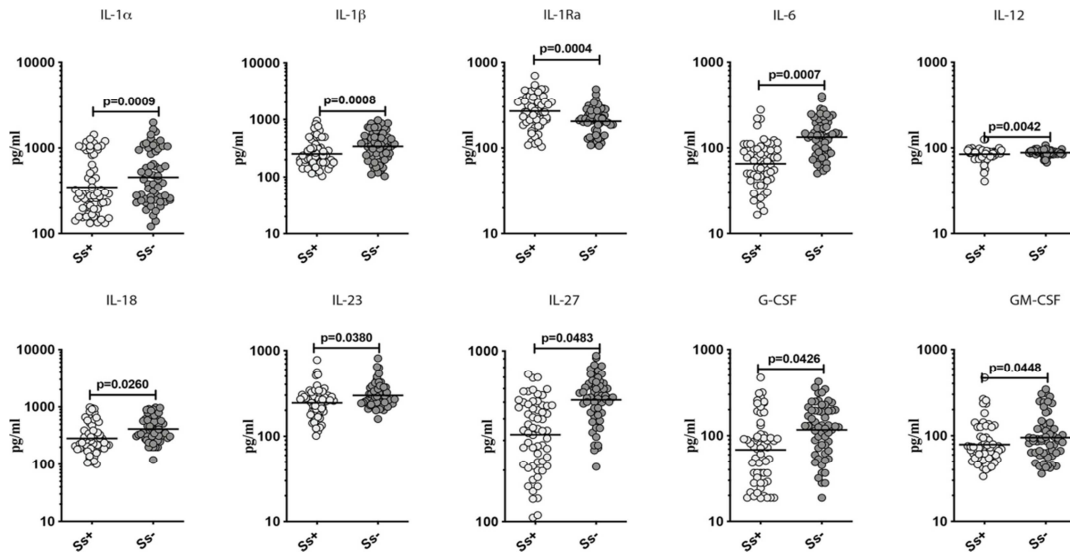 IL-1α
IL-1β
IL-1Ra
IL-6
IL-12
10000
1000
100
pg/ml
p=0.0009
Ss+
Ss-
10000
1000
100
10
pg/ml
p=0.0008
Ss+
Ss-
1000
100
10
pg/ml
p=0.0004
Ss+
Ss-
1000
100
10
pg/ml
p=0.0007
Ss+
Ss-
1000
100
10
pg/ml
p=0.0042
Ss+
Ss-
IL-18
IL-23
IL-27
G-CSF
GM-CSF
10000
1000
100
10
pg/ml
p=0.0260
Ss+
Ss-
1000
100
10
pg/ml
p=0.0380
Ss+
Ss-
1000
100
pg/ml
p=0.0483
Ss+
Ss-
1000
100
10
pg/ml
p=0.0426
Ss+
Ss-
1000
100
10
pg/ml
p=0.0448
Ss+
Ss-